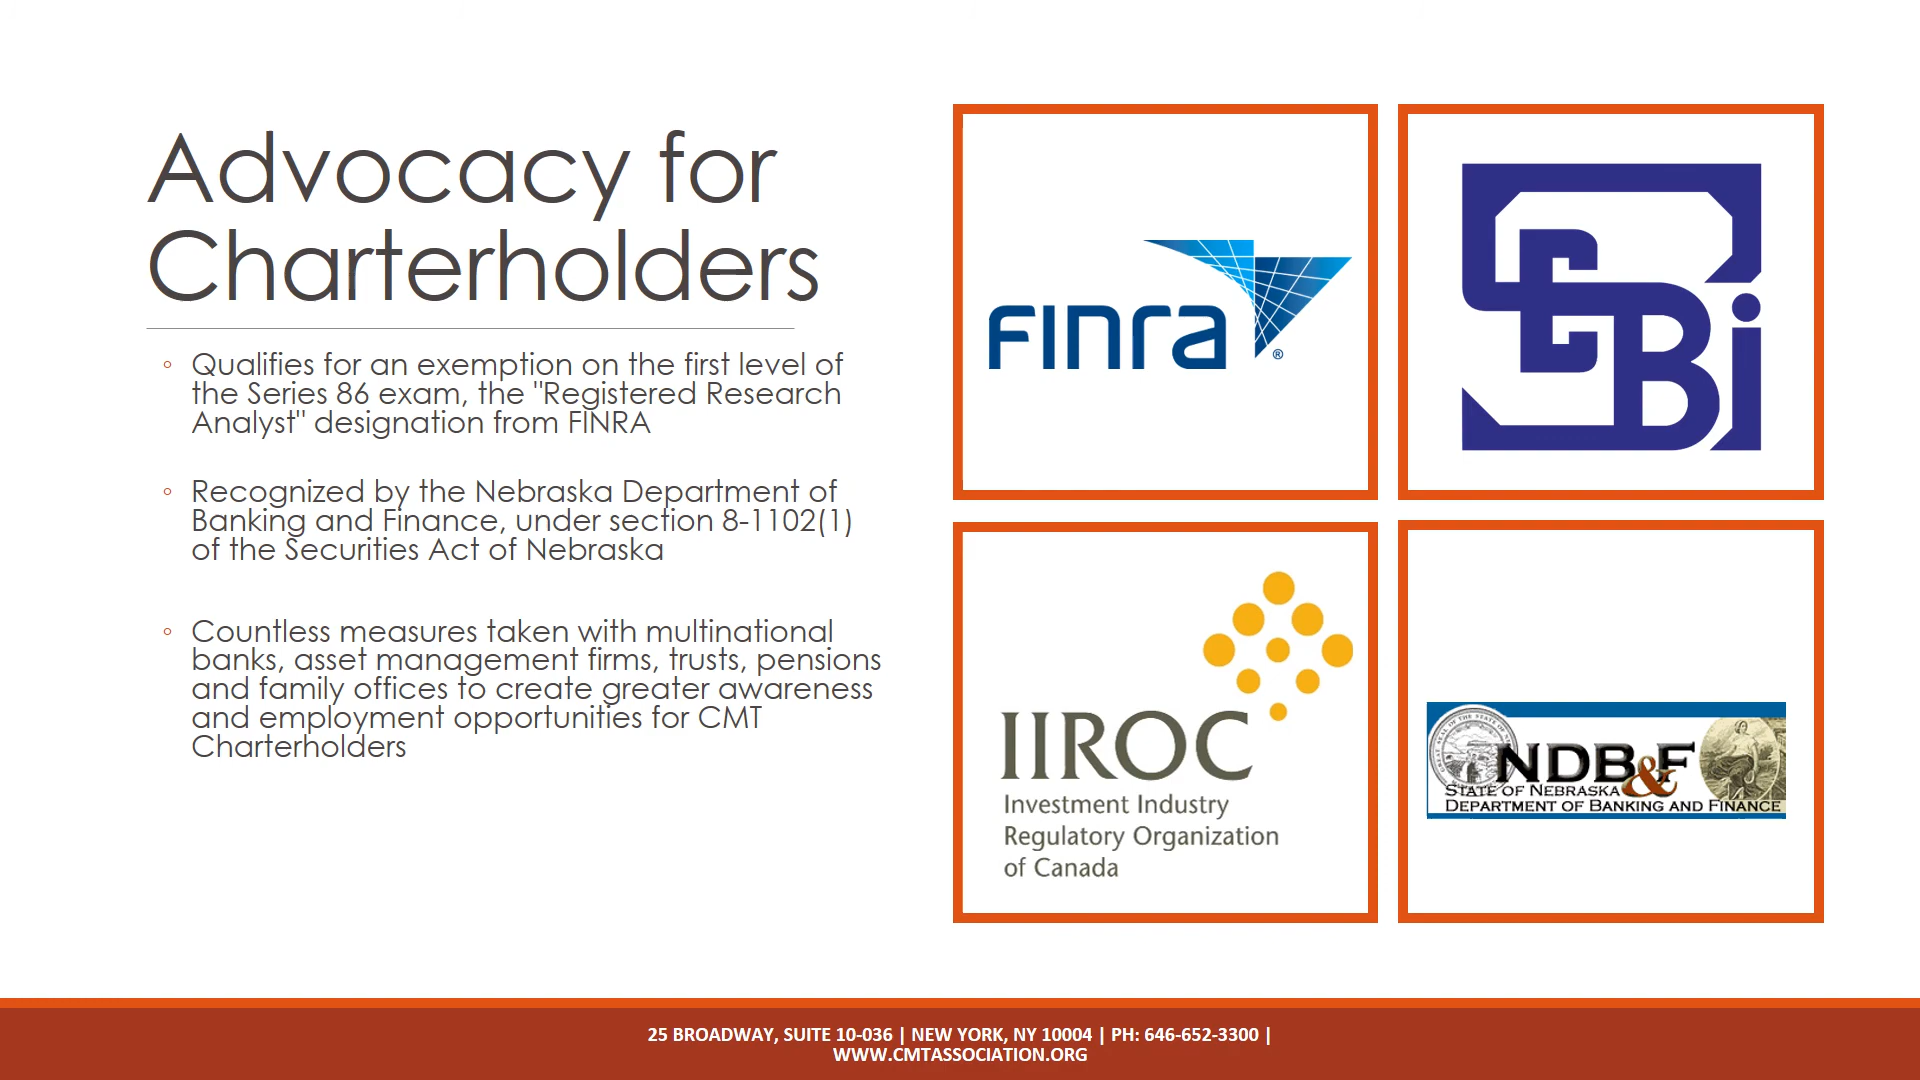 Advocacy for
Charterholders
◦ Qualifies for an exemption on the first level of
the Series 86 exam, the "Registered Research
Analyst" designation from FINRA
◦ Recognized by the Nebraska Department of
Banking and Finance, under section 8-1102(1)
of the Securities Act of Nebraska
◦ Countless measures taken with multinational
banks, asset management firms, trusts, pensions
and family offices to create greater awareness
and employment opportunities for CMT
Charterholders
FINRA®
SEBI
IIROC
Investment Industry
Regulatory Organization
of Canada
NDB&F
STATE OF NEBRASKA
DEPARTMENT OF BANKING AND FINANCE
25 BROADWAY, SUITE 10-036 | NEW YORK, NY 10004 | PH: 646-652-3300 |
WWW.CMTASSOCIATION.ORG